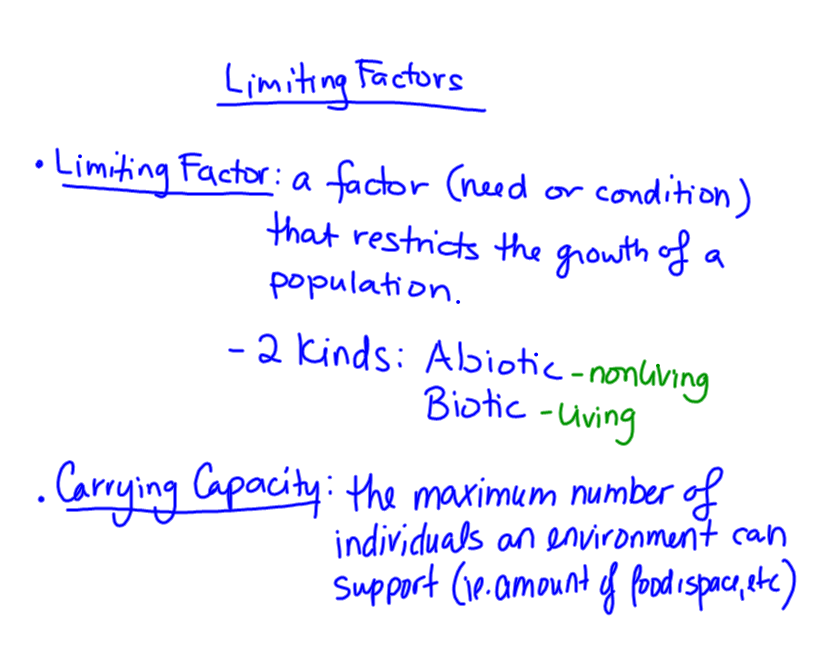 Limiting Factors
• Limiting Factor: a factor (need or condition)
that restricts the growth of a
population.
- 2 kinds: Abiotic - nonliving
Biotic - living
• Carrying Capacity: the maximum number of
individuals an environment can
support (ie. amount of food, space, etc)